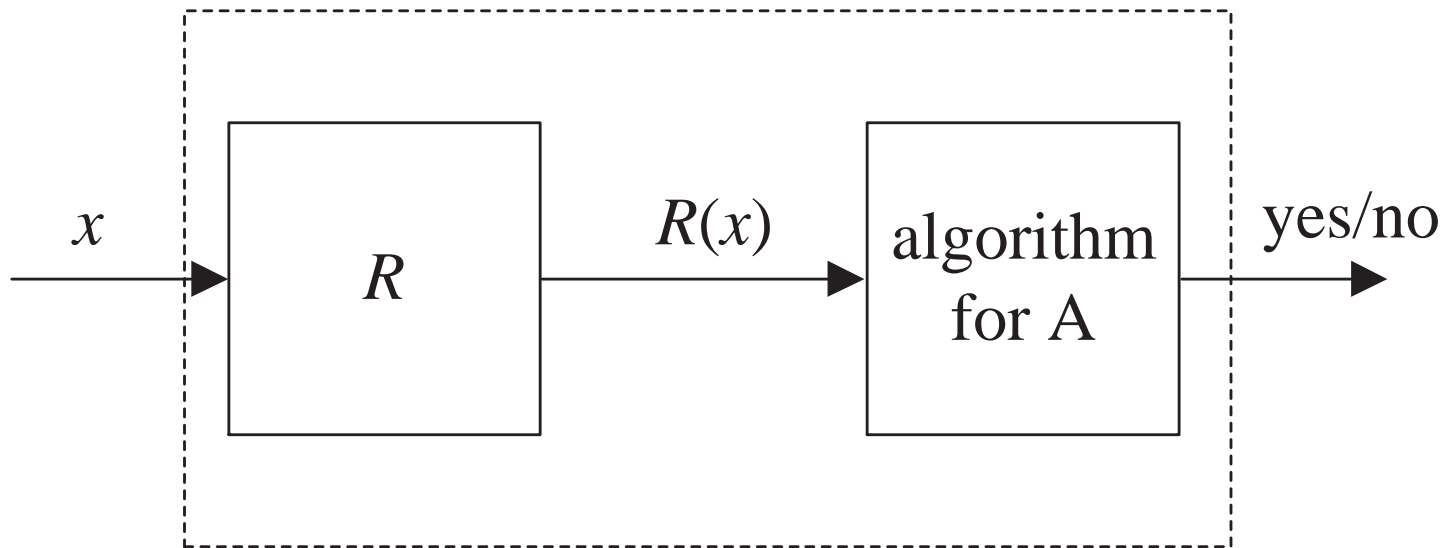 x
R
R(x)
algorithm
for A
yes/no